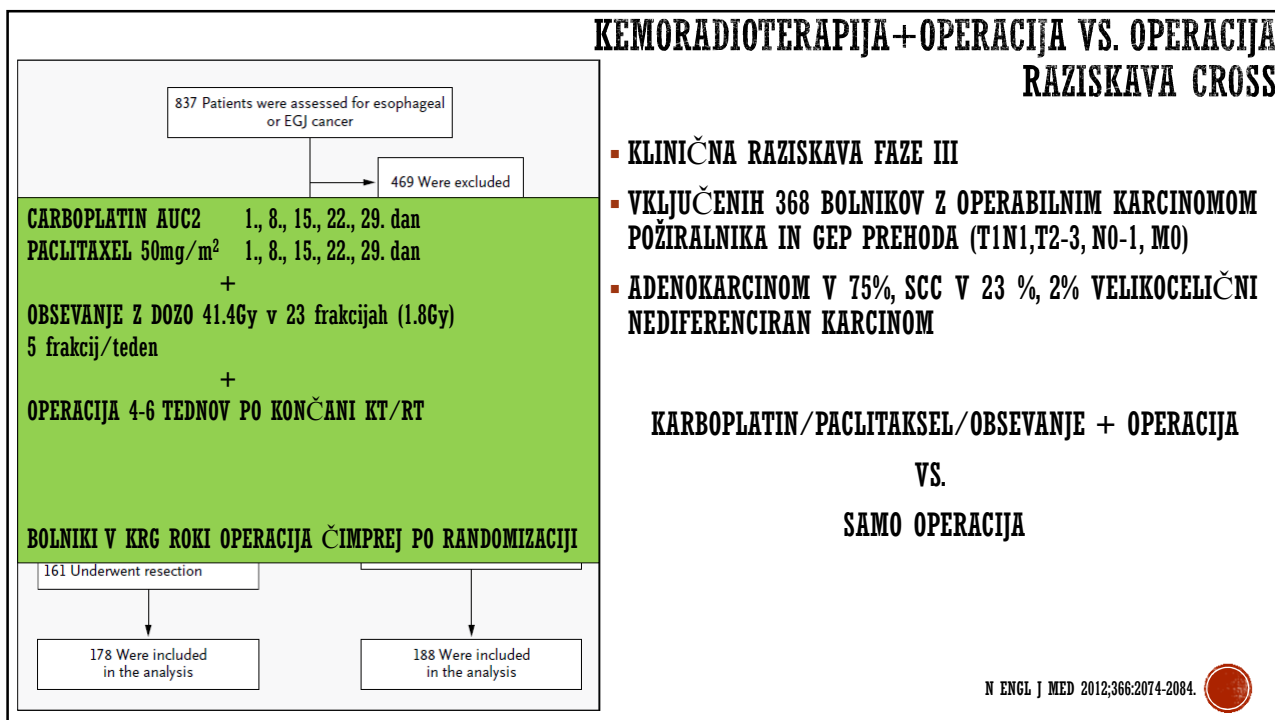 KEMORADIOTERAPIJA+OPERACIJA VS. OPERACIJA
RAZISKAVA CROSS
837 Patients were assessed for esophageal
or EGJ cancer
469 Were excluded
CARBOPLATIN AUC2 1., 8., 15., 22., 29. dan
PACLITAXEL 50mg/m² 1., 8., 15., 22., 29. dan
+
OBSEVANJE Z DOZO 41.4Gy v 23 frakcijah (1.8Gy)
5 frakcij/teden
+
OPERACIJA 4-6 TEDNOV PO KONČANI KT/RT
BOLNIKI V KRG ROKI OPERACIJA ČIMPREJ PO RANDOMIZACIJI
161 Underwent resection
178 Were included
in the analysis
188 Were included
in the analysis
▪ KLINIČNA RAZISKAVA FAZE III
▪ VKLJUČENIH 368 BOLNIKOV Z OPERABILNIM KARCINOMOM
POŽIRALNIKA IN GEP PREHODA (T1N1,T2-3, N0-1, M0)
▪ ADENOKARCINOM V 75%, SCC V 23 %, 2% VELIKOCELIČNI
NEDIFERENCIRAN KARCINOM
KARBOPLATIN/PACLITAKSEL/OBSEVANJE + OPERACIJA
VS.
SAMO OPERACIJA
N ENGL J MED 2012;366:2074-2084.